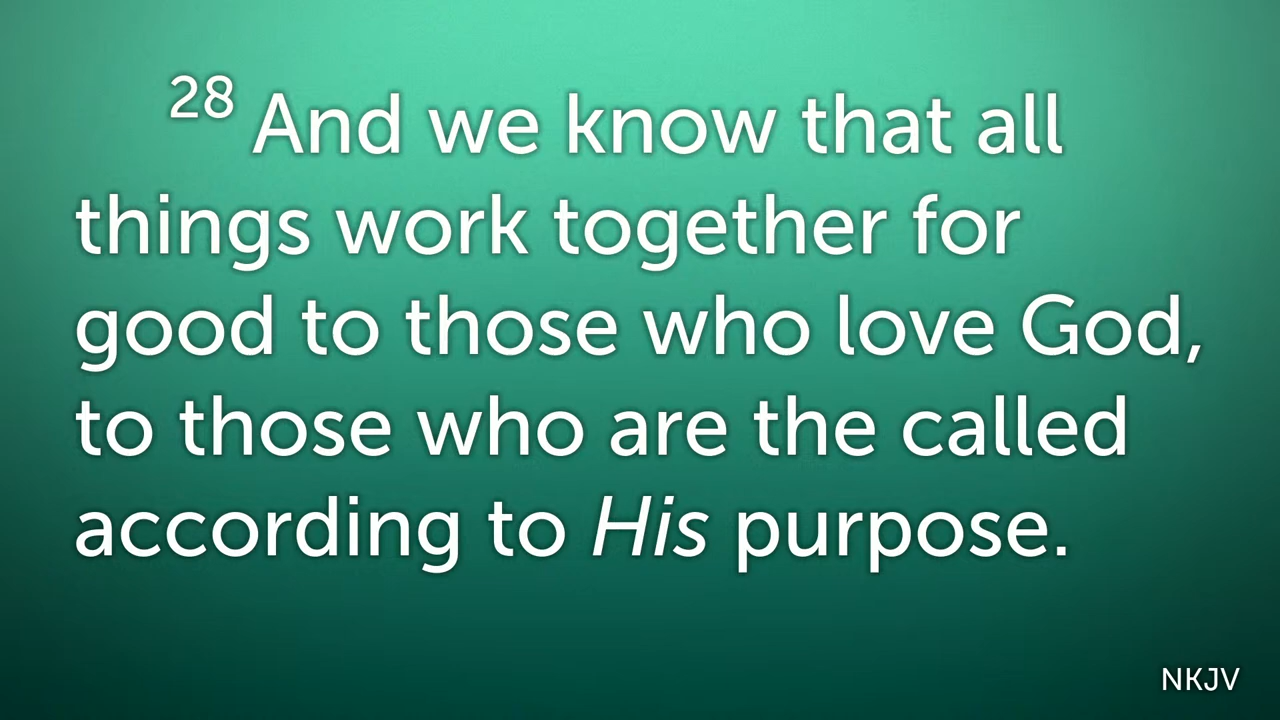 28 And we know that all
things work together for
good to those who love God,
to those who are the called
according to His purpose.
NKJV